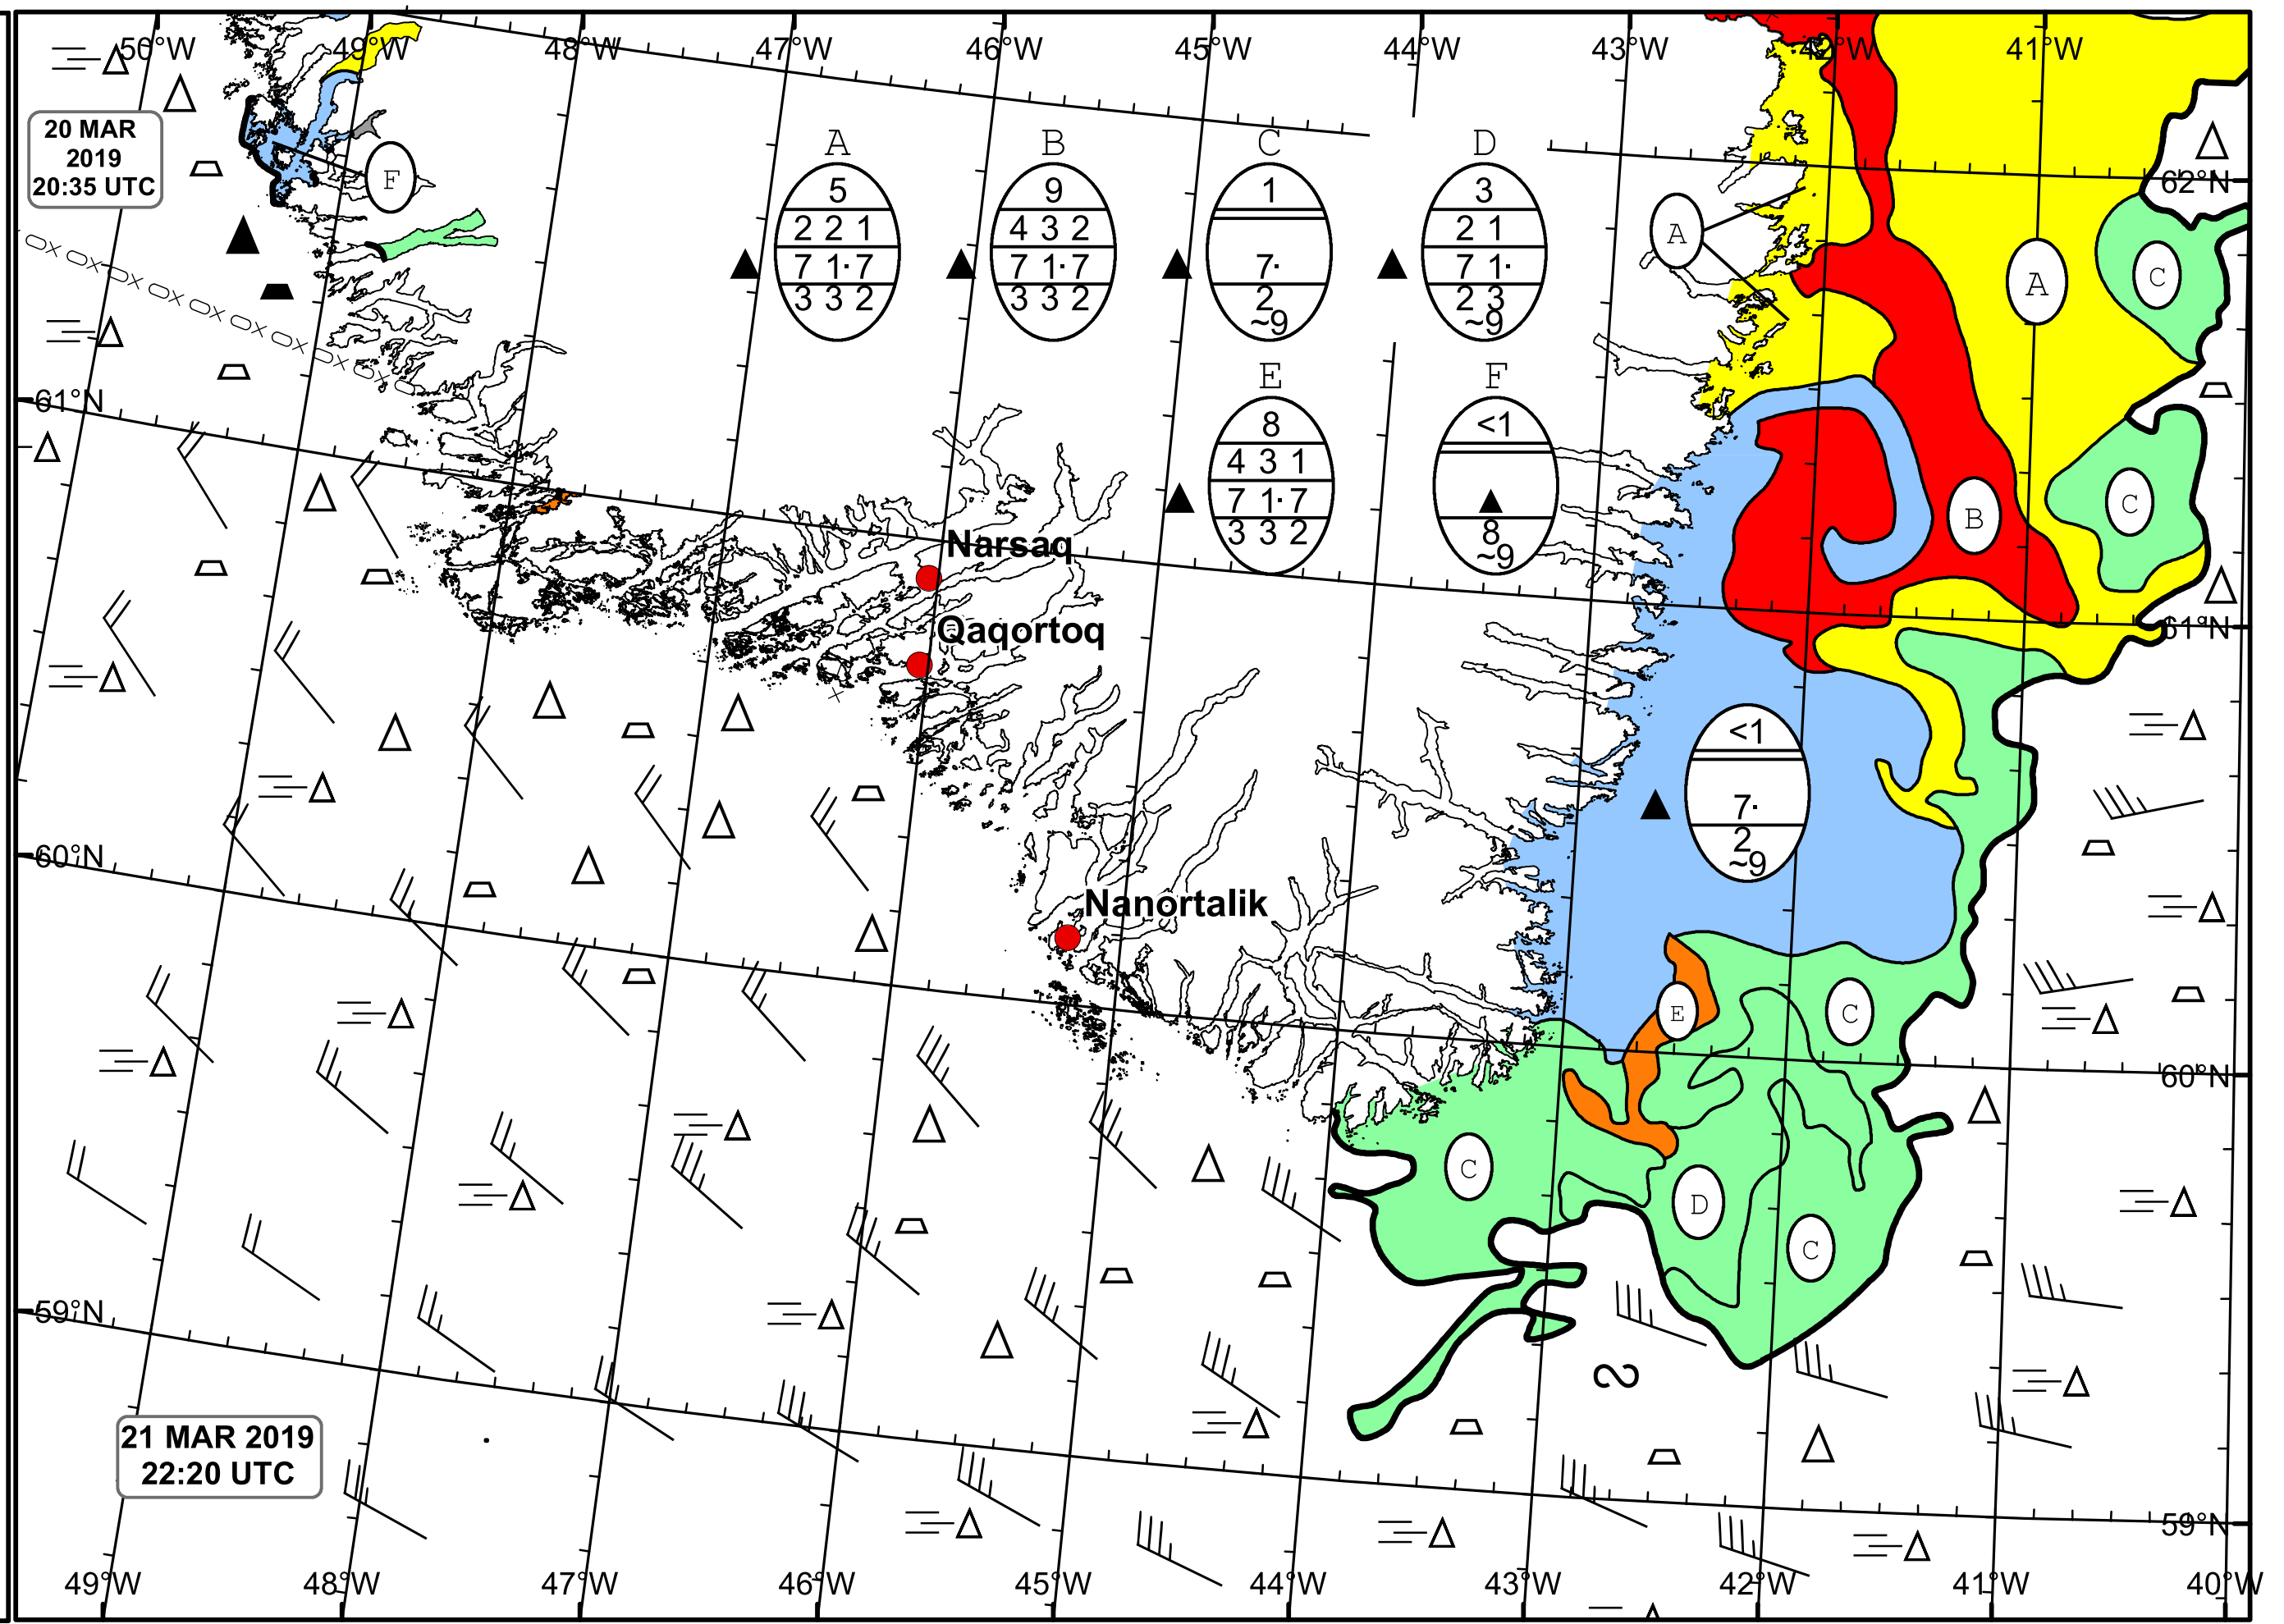 50°W 49°W 48°W 47°W 46°W 45°W 44°W 43°W 42°W 41°W
20 MAR
2019
20:35 UTC
F
A
5
2 2 1
7 1· 7
3 3 2
B
9
4 3 2
7 1· 7
3 3 2
C
1
7·
2
~9
D
3
2 1
7 1·
2 3
~9
E
8
4 3 1
7 1· 7
3 3 2
F
<1
8
~9
62°N
A
A
C
61°N
C
B
Narsaq
61°N
Qaqortoq
<1
7·
2
~9
60°N
Nanortalik
E
C
60°N
C
D
C
59°N
21 MAR 2019
22:20 UTC
59°N
49°W 48°W 47°W 46°W 45°W 44°W 43°W 42°W 41°W 40°W